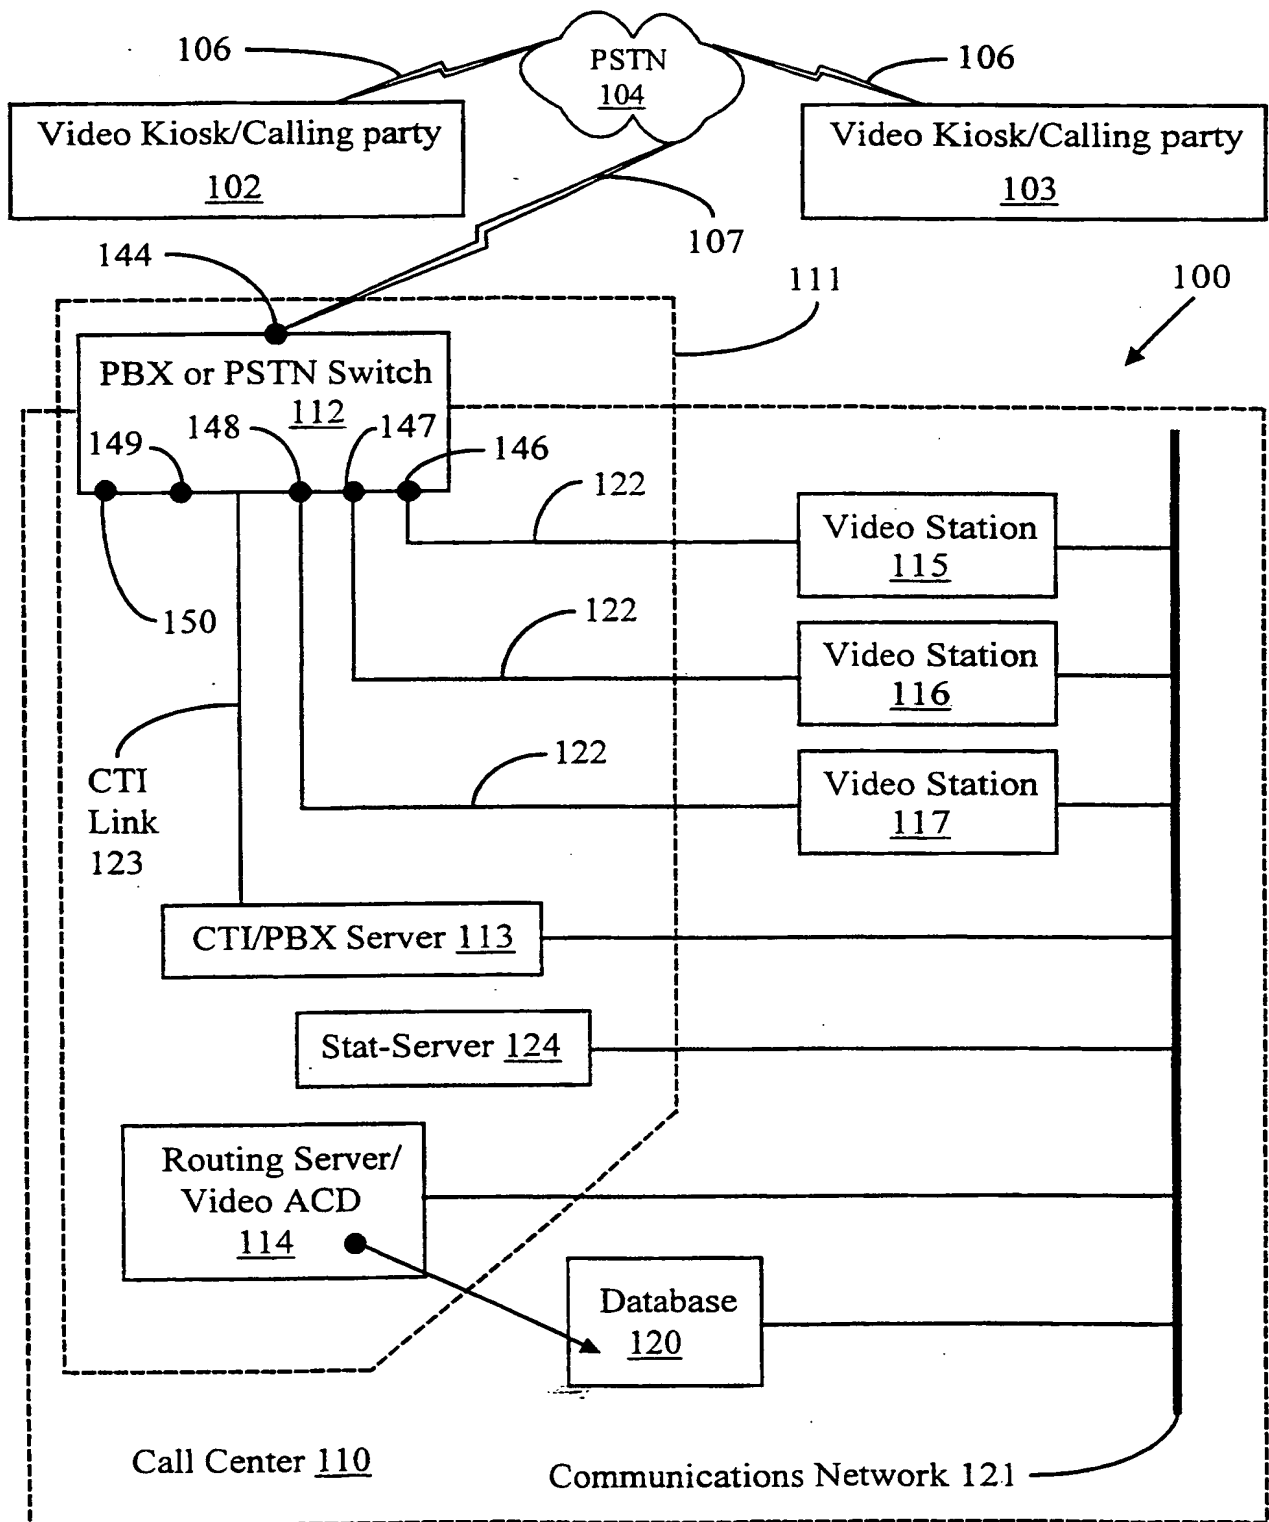 106
PSTN
104
106
Video Kiosk/Calling party
102
Video Kiosk/Calling party
103
107
144
111
100
PBX or PSTN Switch
112
149
148
147
146
122
Video Station
115
150
122
Video Station
116
122
CTI
Link
123
Video Station
117
CTI/PBX Server 113
Stat-Server 124
Routing Server/
Video ACD
114
Database
120
Call Center 110
Communications Network 121